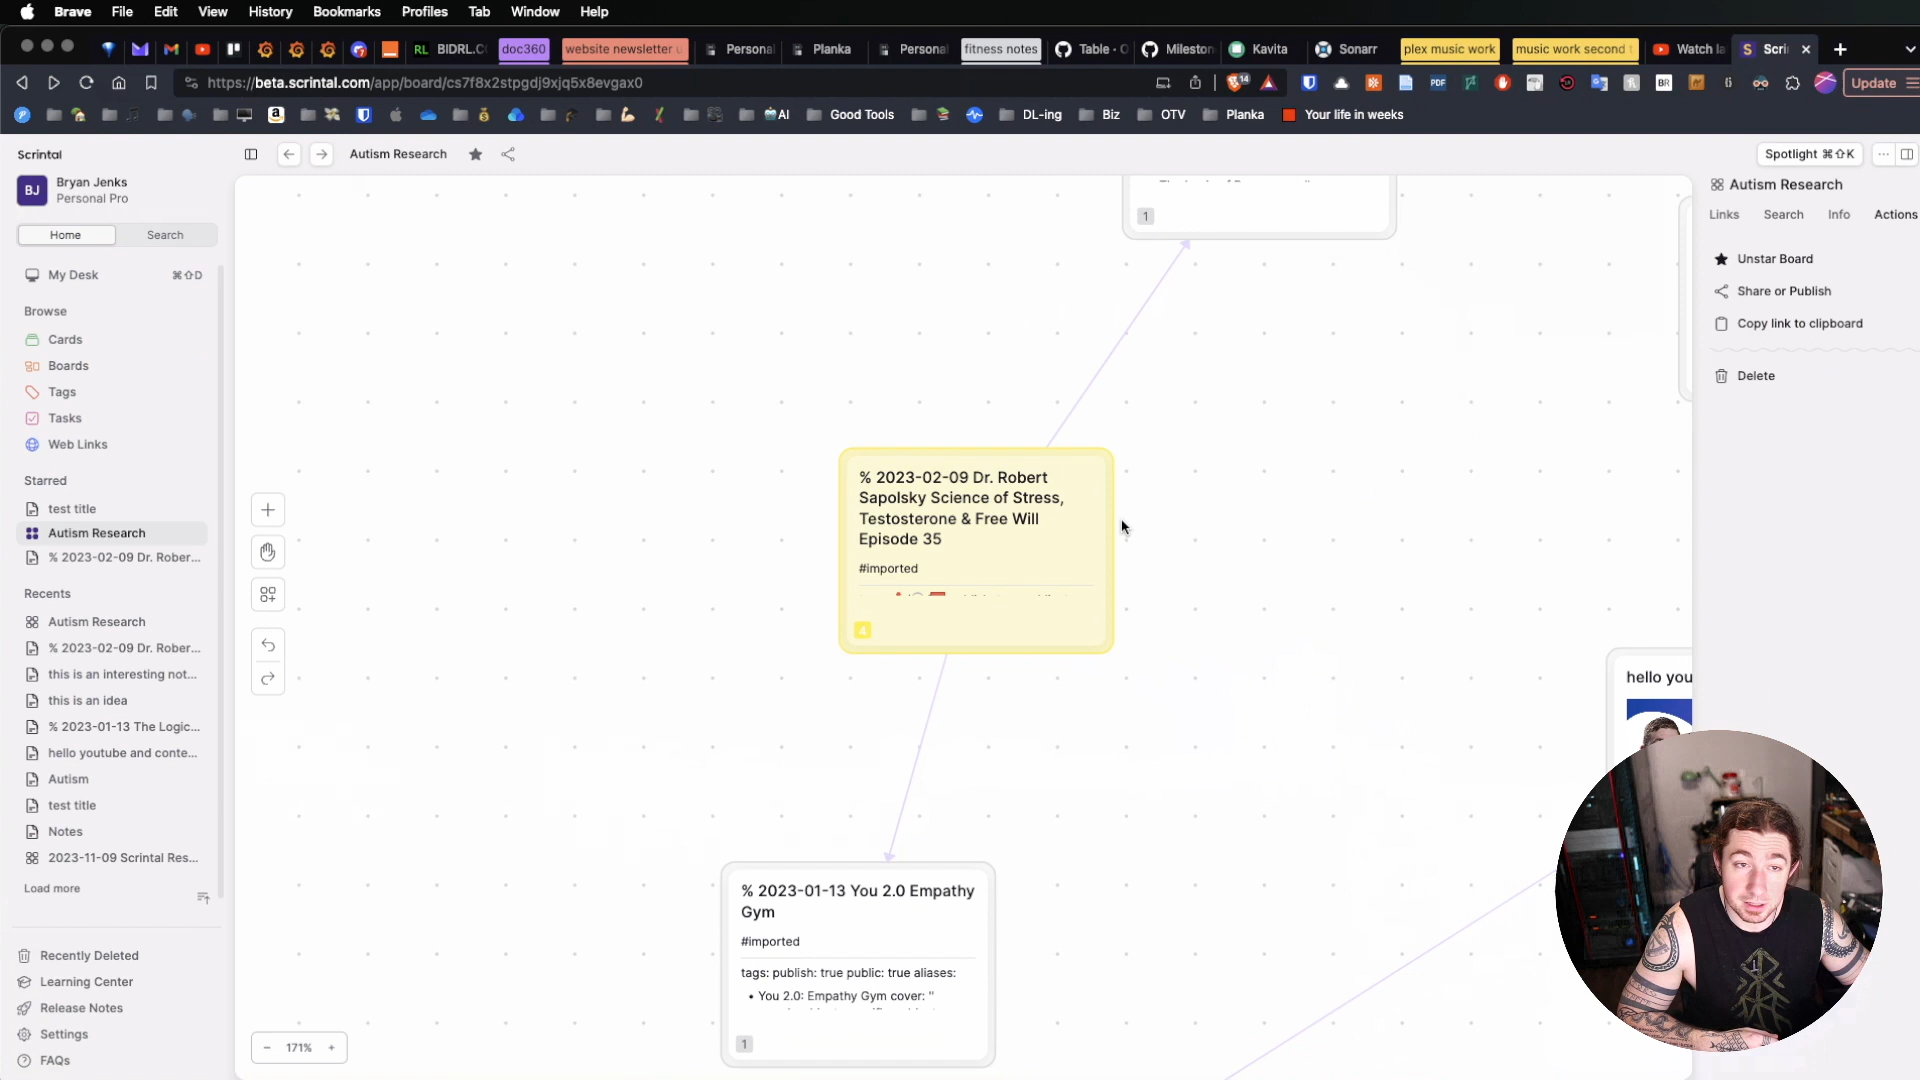 Brave File Edit View History Bookmarks Profiles Tab Window Help
RL BIDRL.C doc360 website newsletter u Personal Planka Personal fitness notes Table · Mileston Kavita Sonarr plex music work music work second t Watch la Scri
https://beta.scrintal.com/app/board/cs7f8x2stpgdj9xjq5x8evgax0
14
PDF
BR
Update
AI Good Tools DL-ing Biz OTV Planka Your life in weeks
Scrintal
Autism Research
Spotlight ⌘⇧K
BJ
Bryan Jenks
Personal Pro
Home Search
My Desk ⌘⇧D
Browse
Cards
Boards
Tags
Tasks
Web Links
Starred
test title
Autism Research
% 2023-02-09 Dr. Rober...
Recents
Autism Research
% 2023-02-09 Dr. Rober...
this is an interesting not...
this is an idea
% 2023-01-13 The Logic...
hello youtube and conte...
Autism
test title
Notes
2023-11-09 Scrintal Res...
Load more
Recently Deleted
Learning Center
Release Notes
Settings
FAQs
1
% 2023-02-09 Dr. Robert
Sapolsky Science of Stress,
Testosterone & Free Will
Episode 35
#imported
4
% 2023-01-13 You 2.0 Empathy
Gym
#imported
tags: publish: true public: true aliases:
• You 2.0: Empathy Gym cover: "
1
hello you
− 171% +
Autism Research
Links Search Info Actions
Unstar Board
Share or Publish
Copy link to clipboard
Delete